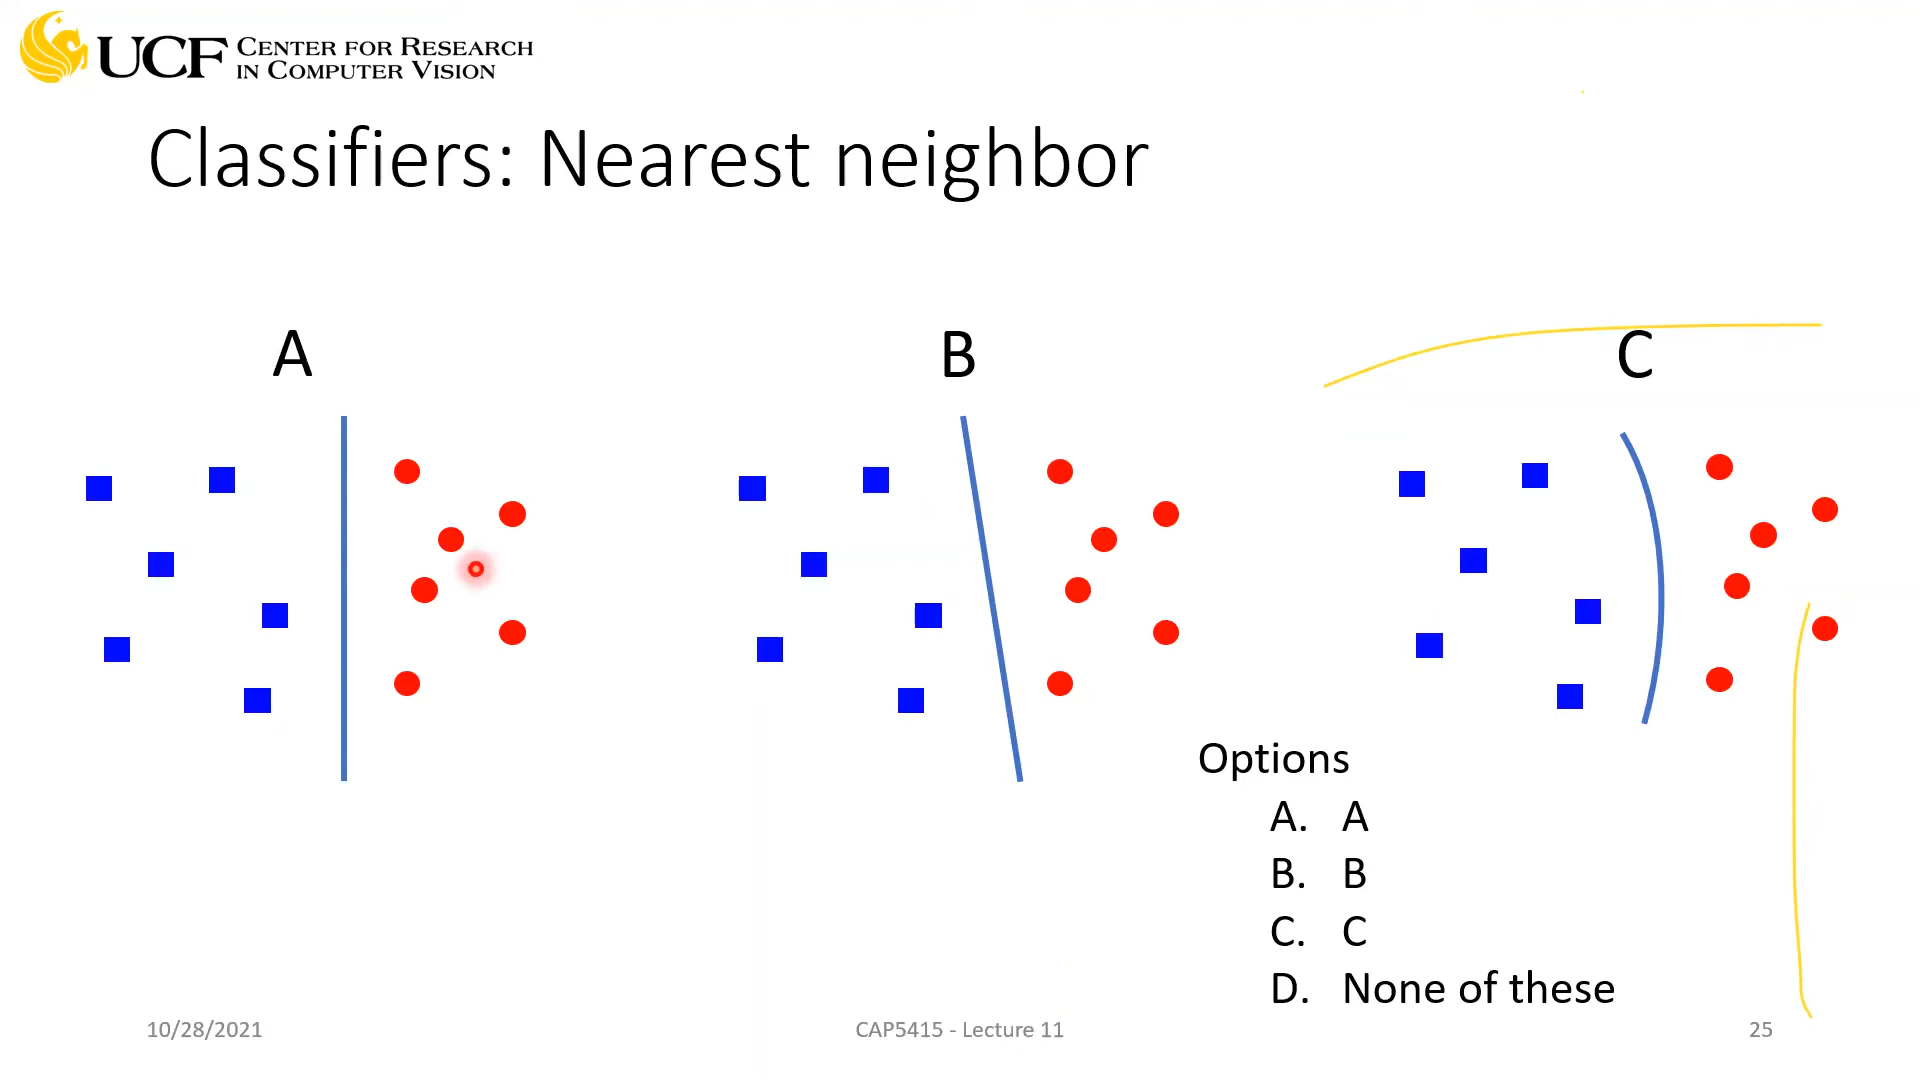 UCF CENTER FOR RESEARCH
IN COMPUTER VISION
Classifiers: Nearest neighbor
A
B
C
Options
A. A
B. B
C. C
D. None of these
10/28/2021
CAP5415 - Lecture 11
25